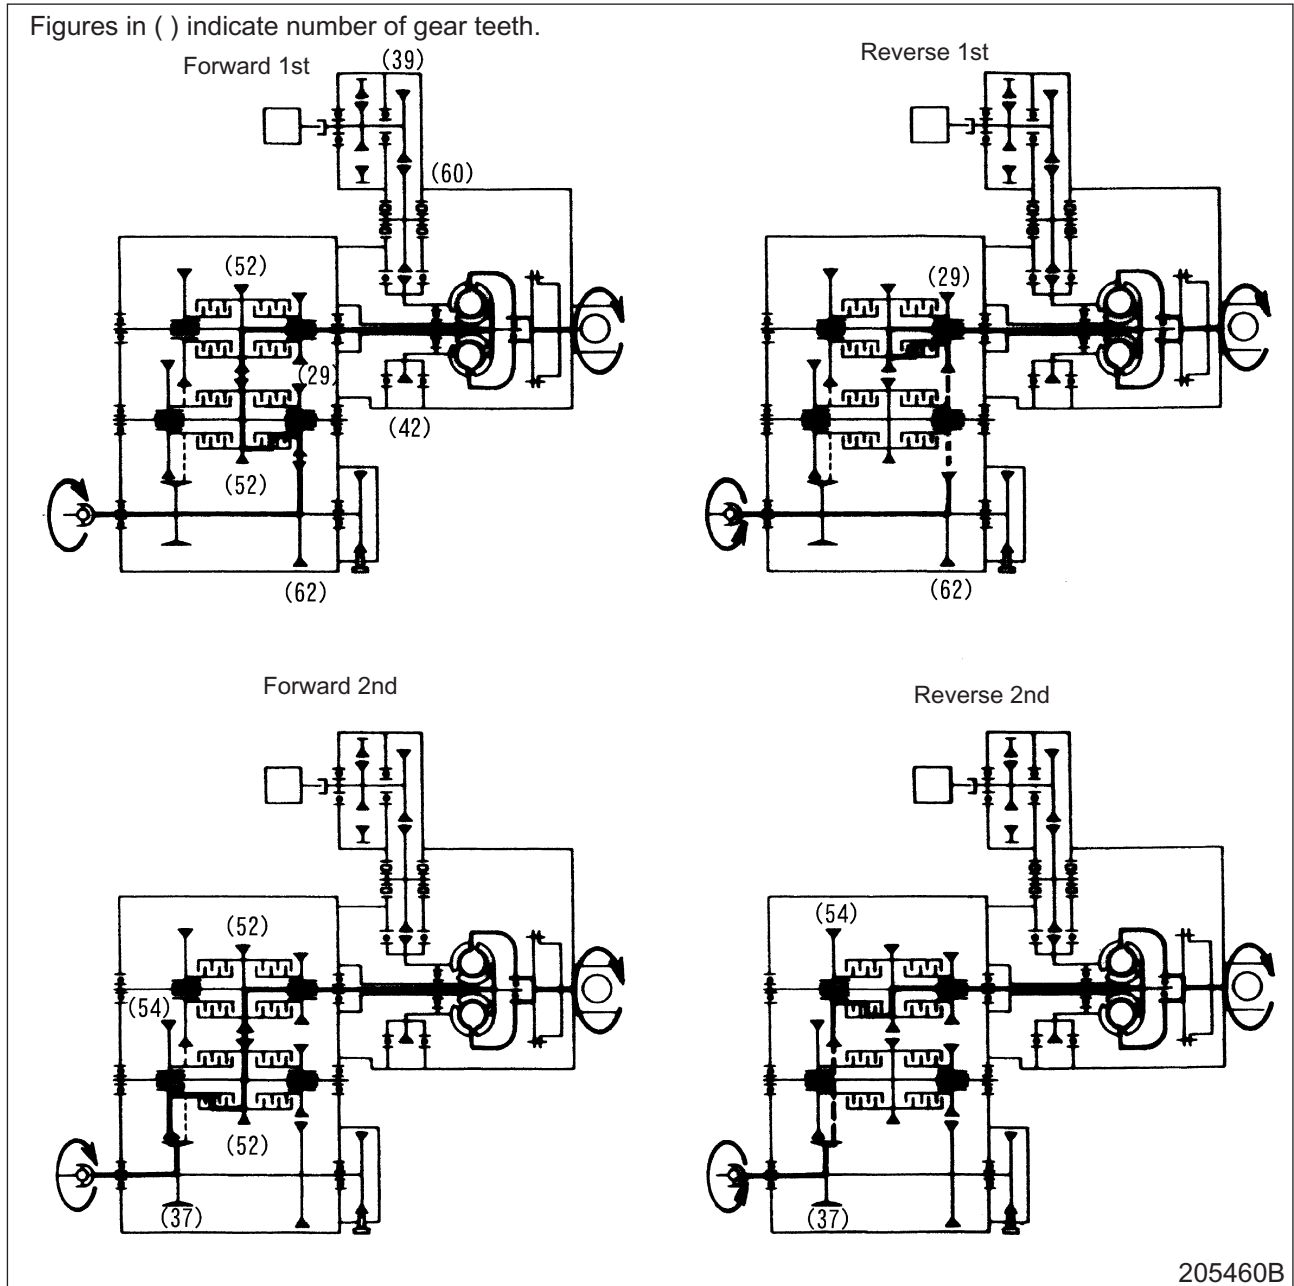 Figures in ( ) indicate number of gear teeth.
Forward 1st
(39)
(60)
(52)
(29)
(42)
(52)
(62)
Reverse 1st
(29)
(62)
Forward 2nd
(52)
(54)
(52)
(37)
Reverse 2nd
(54)
(37)
205460B